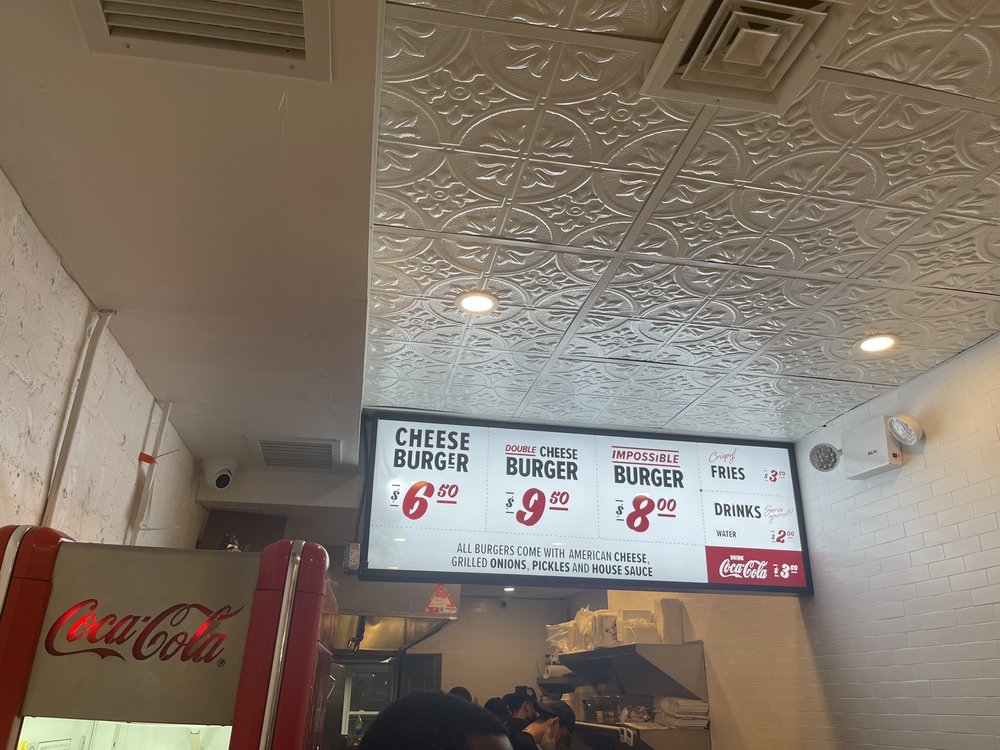 CHEESE
BURGER
$6 50
DOUBLE CHEESE
BURGER
$9 50
IMPOSSIBLE
BURGER
$8 00
Crispy!
FRIES
$3 50
DRINKS Serve yourself!
WATER $2 00
DRINK
Coca-Cola $3 50
ALL BURGERS COME WITH AMERICAN CHEESE,
GRILLED ONIONS, PICKLES AND HOUSE SAUCE
Coca-Cola ®